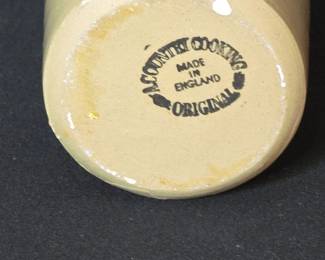 A COUNTRY COOKING
MADE
IN
ENGLAND
ORIGINAL